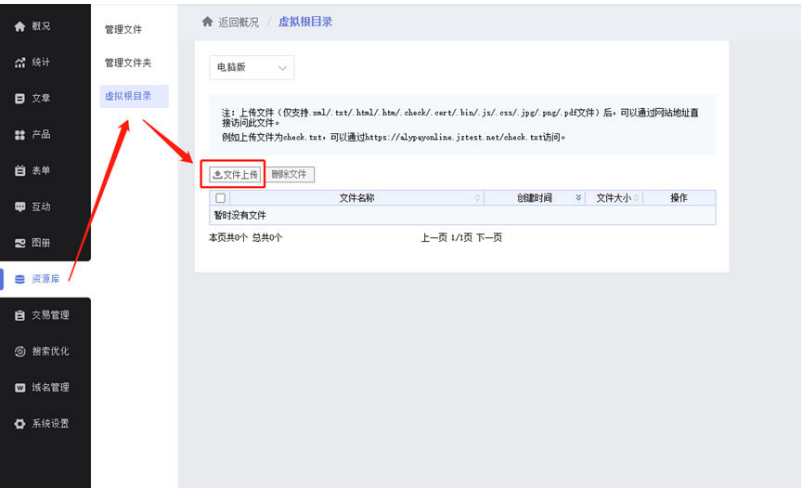 概况
统计
文章
产品
表单
互动
图册
资源库
交易管理
搜索优化
域名管理
系统设置
管理文件
管理文件夹
虚拟根目录
返回概况 / 虚拟根目录
电脑版
注：上传文件（仅支持.xml/.txt/.html/.htm/.check/.cert/.bin/.js/.css/.jpg/.png/.pdf文件）后，可以通过网站地址直
接访问此文件。
例如上传文件为check.txt，可以通过https://alypayonline.jztest.net/check.txt访问。
文件上传 删除文件
文件名称 创建时间 文件大小 操作
暂时没有文件
本页共0个 总共0个 上一页 1/1页 下一页